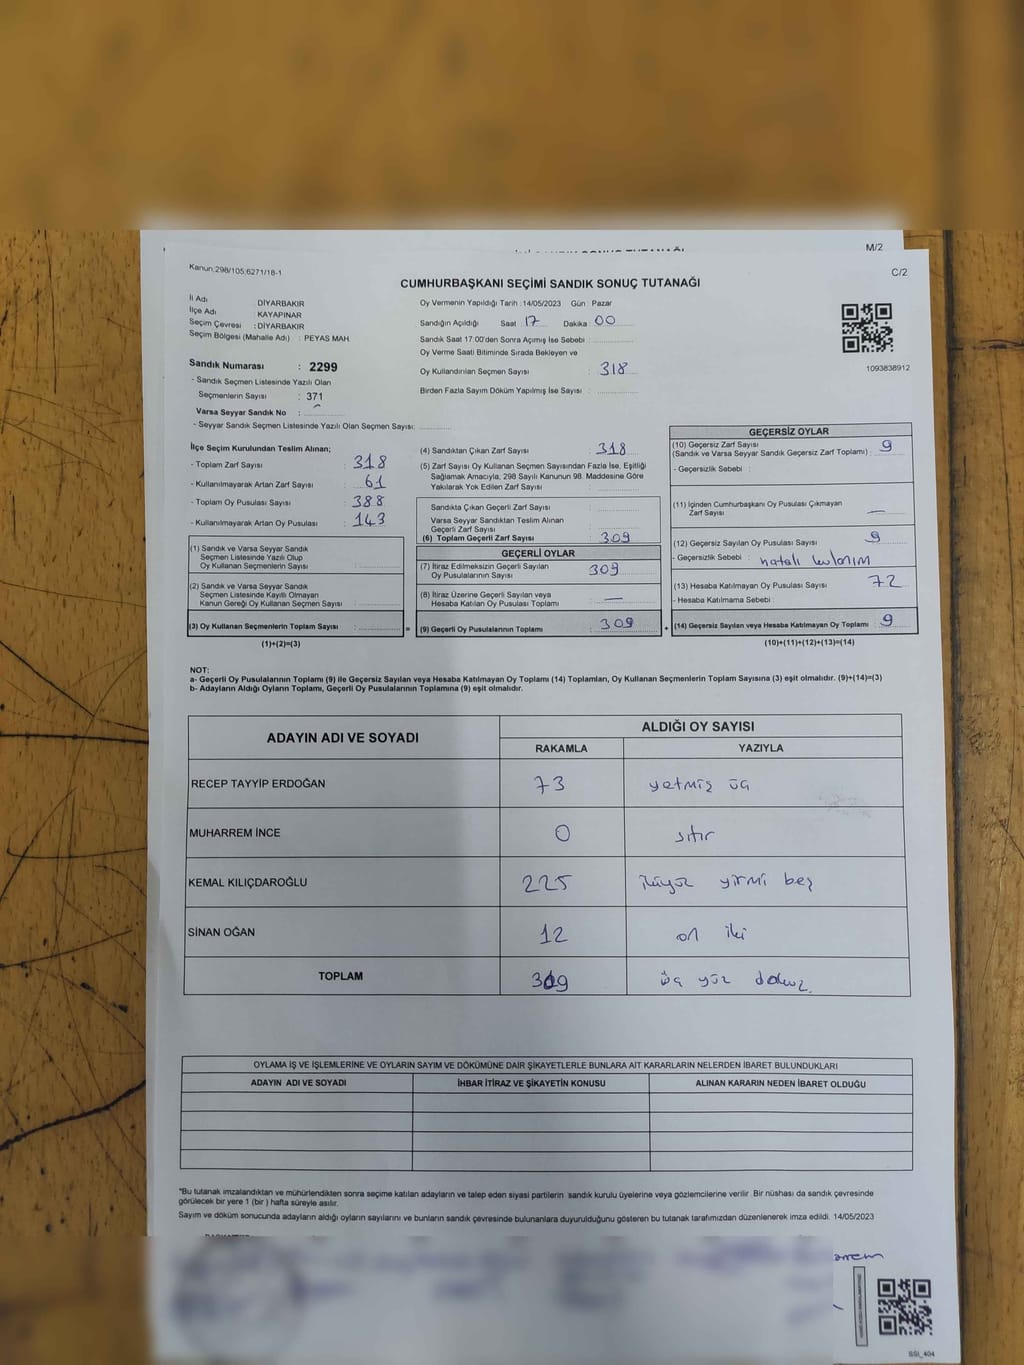 M/2
Kanun:298/105;6271/18-1
C/2
CUMHURBAŞKANI SEÇİMİ SANDIK SONUÇ TUTANAĞI
İl Adı DİYARBAKIR
İlçe Adı : KAYAPINAR
Seçim Çevresi : DİYARBAKIR
Seçim Bölgesi (Mahalle Adı) : PEYAS MAH.
Oy Vermenin Yapıldığı Tarih : 14/05/2023 Gün : Pazar
Sandığın Açıldığı Saat 17 Dakika 00
Sandık Saat 17:00'den Sonra Açımış İse Sebebi :
Oy Verme Saati Bitiminde Sırada Bekleyen ve
Oy Kullandırılan Seçmen Sayısı : 318
Birden Fazla Sayım Döküm Yapılmış İse Sayısı :
1093838912
Sandık Numarası : 2299
- Sandık Seçmen Listesinde Yazılı Olan
Seçmenlerin Sayısı : 371
Varsa Seyyar Sandık No :
- Seyyar Sandık Seçmen Listesinde Yazılı Olan Seçmen Sayısı:
İlçe Seçim Kurulundan Teslim Alınan;
- Toplam Zarf Sayısı : 318
- Kullanılmayarak Artan Zarf Sayısı : 61
- Toplam Oy Pusulası Sayısı : 388
- Kullanılmayarak Artan Oy Pusulası : 143
(1) Sandık ve Varsa Seyyar Sandık
Seçmen Listesinde Yazılı Olup
Oy Kullanan Seçmenlerin Sayısı :
(2) Sandık ve Varsa Seyyar Sandık
Seçmen Listesinde Kayıtlı Olmayan
Kanun Gereği Oy Kullanan Seçmen Sayısı :
(3) Oy Kullanan Seçmenlerin Toplam Sayısı :
(1)+(2)=(3)
(4) Sandıktan Çıkan Zarf Sayısı : 318
(5) Zarf Sayısı Oy Kullanan Seçmen Sayısından Fazla İse, Eşitliği
Sağlamak Amacıyla, 298 Sayılı Kanunun 98. Maddesine Göre
Yakılarak Yok Edilen Zarf Sayısı :
Sandıkta Çıkan Geçerli Zarf Sayısı :
Varsa Seyyar Sandıktan Teslim Alınan
Geçerli Zarf Sayısı :
(6) Toplam Geçerli Zarf Sayısı : 309
GEÇERLİ OYLAR
(7) İtiraz Edilmeksizin Geçerli Sayılan
Oy Pusulalarının Sayısı : 309
(8) İtiraz Üzerine Geçerli Sayılan veya
Hesaba Katılan Oy Pusulası Toplamı : —
= (9) Geçerli Oy Pusulalarının Toplamı : 309
GEÇERSİZ OYLAR
(10) Geçersiz Zarf Sayısı
(Sandık ve Varsa Seyyar Sandık Geçersiz Zarf Toplamı) : 9
- Geçersizlik Sebebi :
(11) İçinden Cumhurbaşkanı Oy Pusulası Çıkmayan
Zarf Sayısı : —
(12) Geçersiz Sayılan Oy Pusulası Sayısı : 9
- Geçersizlik Sebebi : hatalı kullanım
(13) Hesaba Katılmayan Oy Pusulası Sayısı : 72
- Hesaba Katılmama Sebebi :
+ (14) Geçersiz Sayılan veya Hesaba Katılmayan Oy Toplamı : 9
(10)+(11)+(12)+(13)=(14)
NOT:
a- Geçerli Oy Pusulalarının Toplamı (9) ile Geçersiz Sayılan veya Hesaba Katılmayan Oy Toplamı (14) Toplamları, Oy Kullanan Seçmenlerin Toplam Sayısına (3) eşit olmalıdır. (9)+(14)=(3)
b- Adayların Aldığı Oyların Toplamı, Geçerli Oy Pusulalarının Toplamına (9) eşit olmalıdır.
ADAYIN ADI VE SOYADI ALDIĞI OY SAYISI
RAKAMLA YAZIYLA
RECEP TAYYİP ERDOĞAN 73 yetmiş üç
MUHARREM İNCE 0 sıfır
KEMAL KILIÇDAROĞLU 225 ikiyüz yirmi beş
SİNAN OĞAN 12 on iki
TOPLAM 309 üç yüz dokuz
OYLAMA İŞ VE İŞLEMLERİNE VE OYLARIN SAYIM VE DÖKÜMÜNE DAİR ŞİKAYETLERLE BUNLARA AİT KARARLARIN NELERDEN İBARET BULUNDUKLARI
ADAYIN ADI VE SOYADI İHBAR İTİRAZ VE ŞİKAYETİN KONUSU ALINAN KARARIN NEDEN İBARET OLDUĞU
*Bu tutanak imzalandıktan ve mühürlendikten sonra seçime katılan adayların ve talep eden siyasi partilerin sandık kurulu üyelerine veya gözlemcilerine verilir. Bir nüshası da sandık çevresinde
görülecek bir yere 1 (bir ) hafta süreyle asılır.
Sayım ve döküm sonucunda adayların aldığı oyların sayılarını ve bunların sandık çevresinde bulunanlara duyurulduğunu gösteren bu tutanak tarafımızdan düzenlenerek imza edildi. 14/05/2023
SSI_404